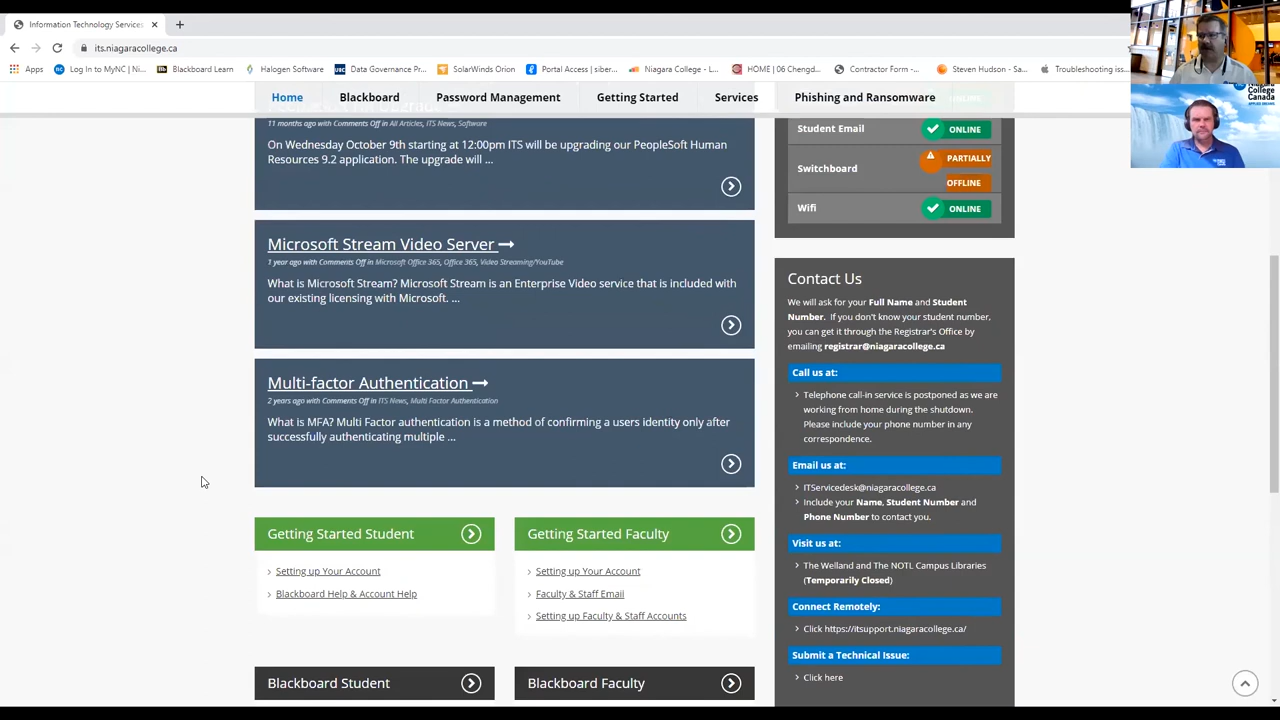 Information Technology Services
its.niagaracollege.ca
Apps
Log In to MyNC | Ni...
Blackboard Learn
Halogen Software
Data Governance Pr...
SolarWinds Orion
Portal Access | siber...
Niagara College - L...
HOME | 06 Chengd...
Contractor Form -...
Steven Hudson - Sa...
Troubleshooting iss...
Home
Blackboard
Password Management
Getting Started
Services
Phishing and Ransomware
11 months ago with Comments Off in All Articles, ITS News, Software
On Wednesday October 9th starting at 12:00pm ITS will be upgrading our PeopleSoft Human
Resources 9.2 application. The upgrade will ...
Microsoft Stream Video Server
1 year ago with Comments Off in Microsoft Office 365, Office 365, Video Streaming/YouTube
What is Microsoft Stream? Microsoft Stream is an Enterprise Video service that is included with
our existing licensing with Microsoft. ...
Multi-factor Authentication
2 years ago with Comments Off in ITS News, Multi Factor Authentication
What is MFA? Multi Factor authentication is a method of confirming a users identity only after
successfully authenticating multiple ...
Getting Started Student
Setting up Your Account
Blackboard Help & Account Help
Getting Started Faculty
Setting up Your Account
Faculty & Staff Email
Setting up Faculty & Staff Accounts
Blackboard Student
Blackboard Faculty
ONLINE
Student Email
ONLINE
Switchboard
PARTIALLY
OFFLINE
Wifi
ONLINE
Contact Us
We will ask for your Full Name and Student
Number. If you don't know your student number,
you can get it through the Registrar's Office by
emailing registrar@niagaracollege.ca
Call us at:
Telephone call-in service is postponed as we are
working from home during the shutdown.
Please include your phone number in any
correspondence.
Email us at:
ITServicedesk@niagaracollege.ca
Include your Name, Student Number and
Phone Number to contact you.
Visit us at:
The Welland and The NOTL Campus Libraries
(Temporarily Closed)
Connect Remotely:
Click https://itsupport.niagaracollege.ca/
Submit a Technical Issue:
Click here
College
Canada